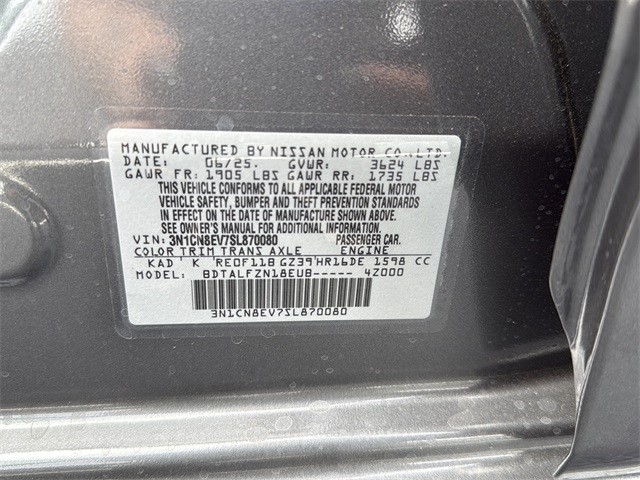 MANUFACTURED BY NISSAN MOTOR CO., LTD.
DATE: 06/25. GVWR: 3624 LBS
GAWR FR: 1905 LBS GAWR RR: 1735 LBS
THIS VEHICLE CONFORMS TO ALL APPLICABLE FEDERAL MOTOR
VEHICLE SAFETY, BUMPER AND THEFT PREVENTION STANDARDS
IN EFFECT ON THE DATE OF MANUFACTURE SHOWN ABOVE.
SEE OWNER'S MANUAL FOR ADDITIONAL INFORMATION.
VIN: 3N1CN8EV7SL870080 PASSENGER CAR.
COLOR TRIM TRANS AXLE ENGINE
KAD ' K ' RE0F11B GZ39'HR16DE 1598 CC
MODEL: BDTALFZN18EUB----- 4Z000
3N1CN8EV7SL870080